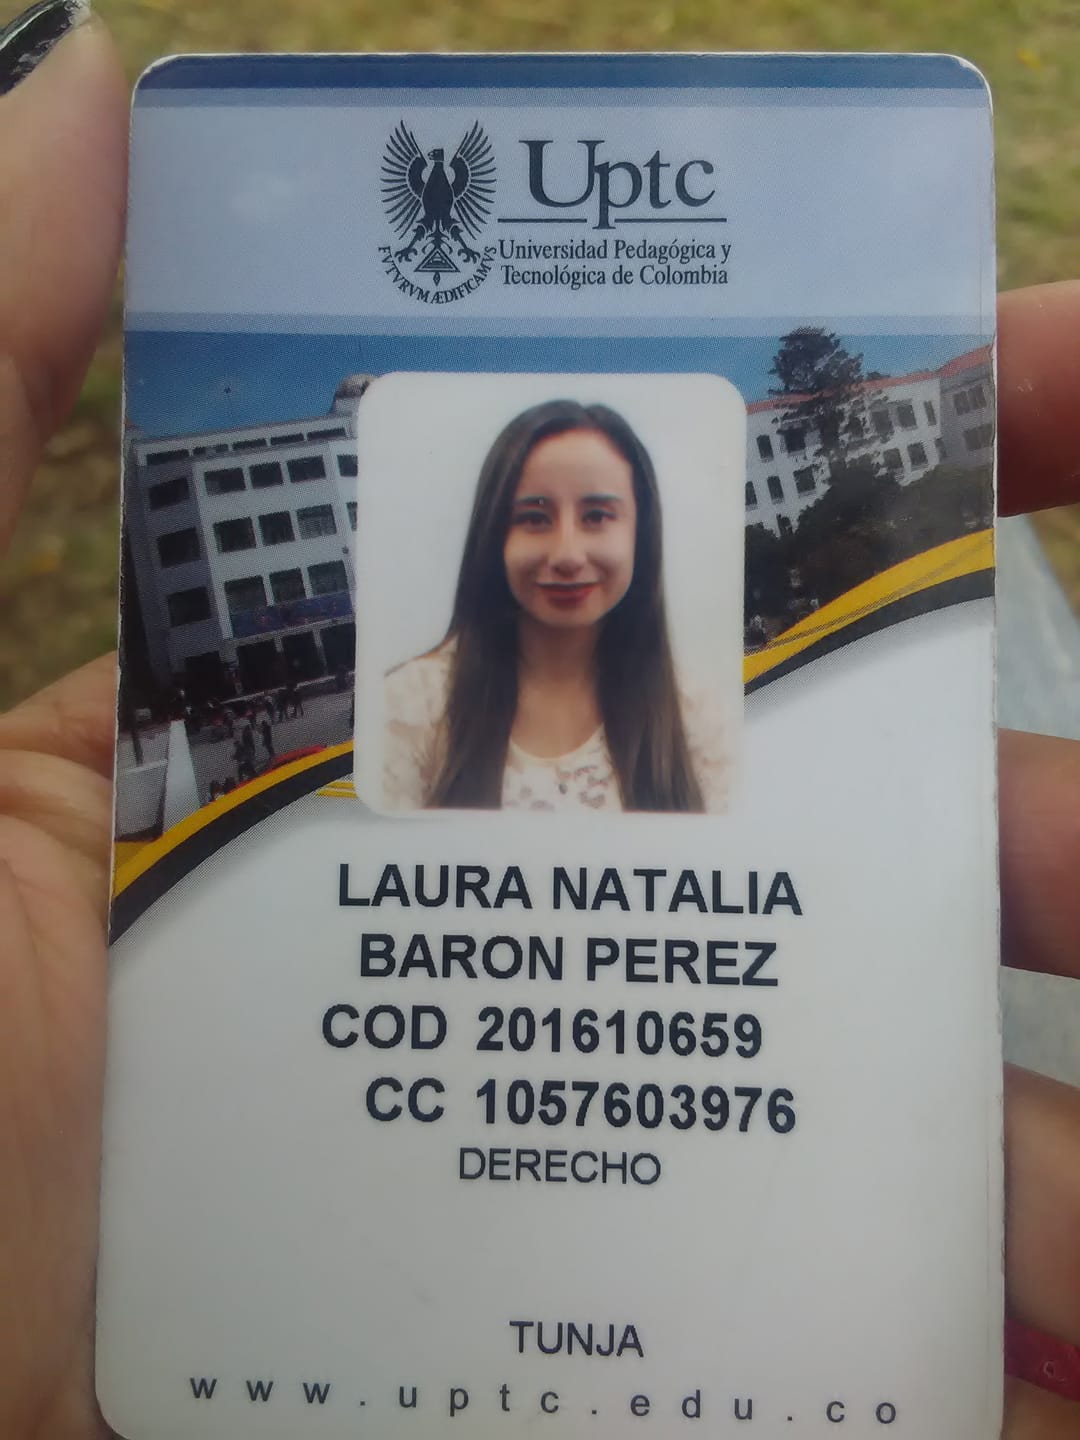 Uptc
Universidad Pedagógica y
Tecnológica de Colombia
FVTVRVM ÆDIFICAMVS
LAURA NATALIA
BARON PEREZ
COD 201610659
CC 1057603976
DERECHO
TUNJA
www.uptc.edu.co